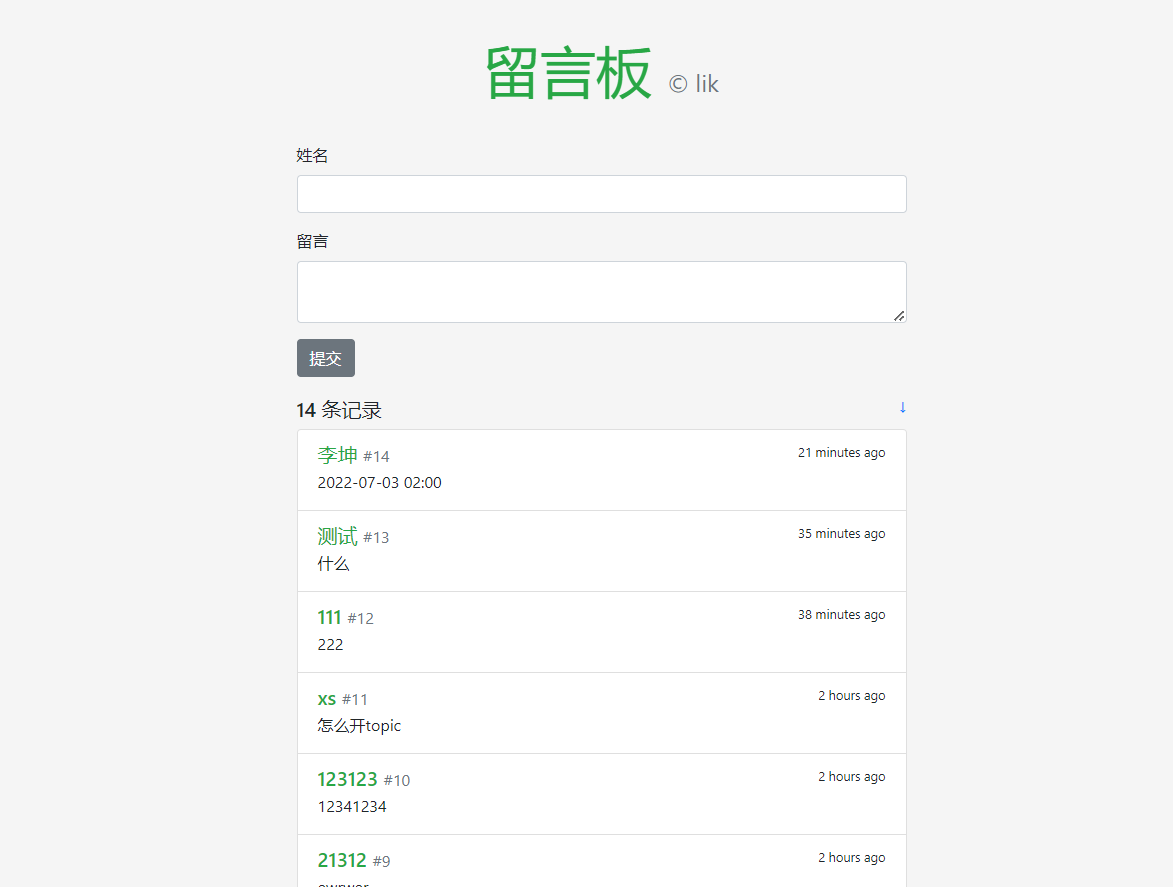 留言板 © lik
姓名
留言
提交
14 条记录 ↓
李坤 #14 21 minutes ago
2022-07-03 02:00
测试 #13 35 minutes ago
什么
111 #12 38 minutes ago
222
xs #11 2 hours ago
怎么开topic
123123 #10 2 hours ago
12341234
21312 #9 2 hours ago